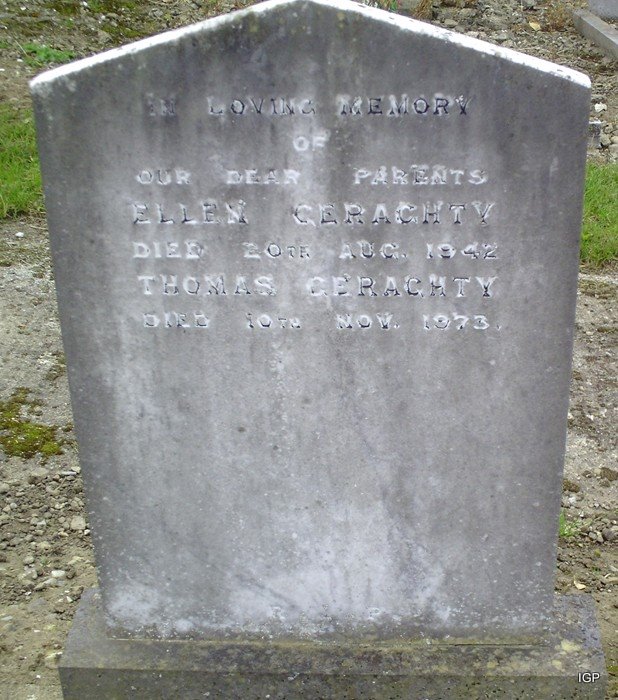 IN LOVING MEMORY
OF
OUR DEAR PARENTS
ELLEN GERAGHTY
DIED 20TH AUG. 1942
THOMAS GERAGHTY
DIED 10TH NOV. 1973.
R.I.P.
IGP